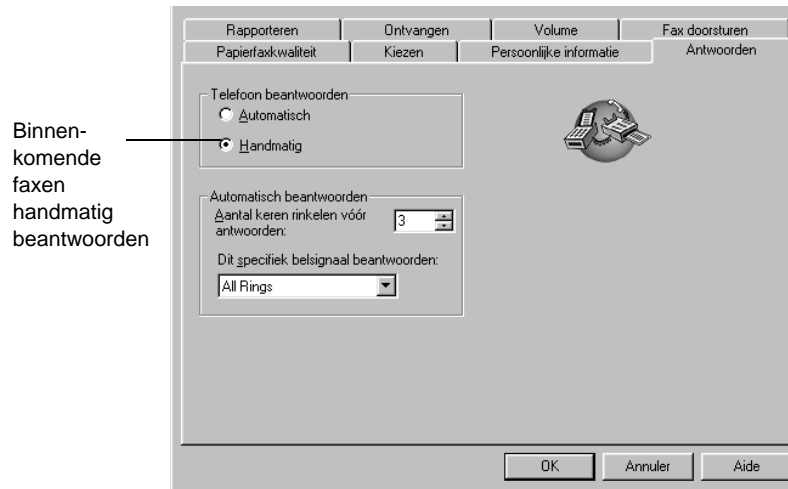 Rapporteren Ontvangen Volume Fax doorsturen
Papierfaxkwaliteit Kiezen Persoonlijke informatie Antwoorden
Telefoon beantwoorden
Automatisch
Handmatig
Binnen-
komende
faxen
handmatig
beantwoorden
Automatisch beantwoorden
Aantal keren rinkelen vóór
antwoorden:
3
Dit specifiek belsignaal beantwoorden:
All Rings
OK Annuler Aide